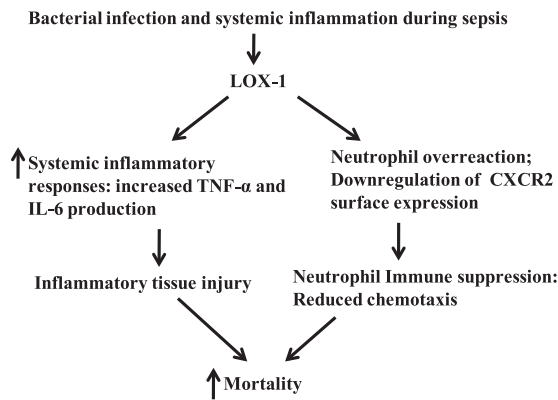 Bacterial infection and systemic inflammation during sepsis
LOX-1
Systemic inflammatory
responses: increased TNF-α and
IL-6 production
Neutrophil overreaction;
Downregulation of CXCR2
surface expression
Inflammatory tissue injury
Neutrophil Immune suppression:
Reduced chemotaxis
Mortality